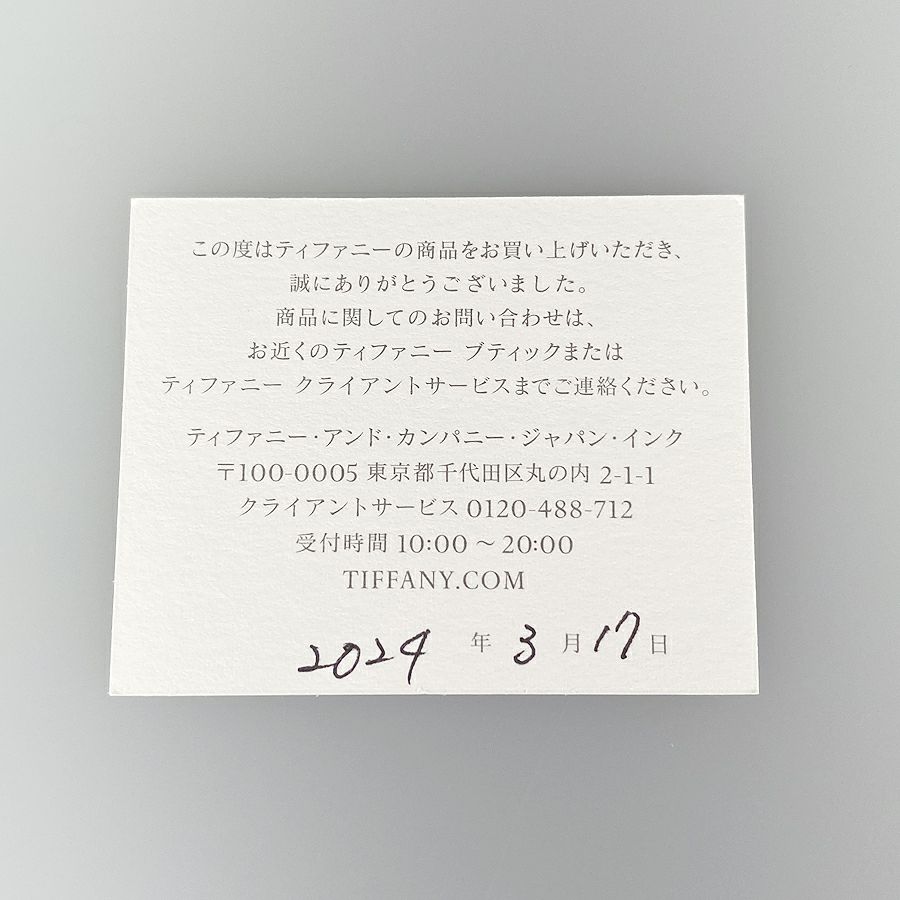 この度はティファニーの商品をお買い上げいただき、
誠にありがとうございました。
商品に関してのお問い合わせは、
お近くのティファニー ブティックまたは
ティファニー クライアントサービスまでご連絡ください。
ティファニー・アンド・カンパニー・ジャパン・インク
〒100-0005 東京都千代田区丸の内 2-1-1
クライアントサービス 0120-488-712
受付時間 10:00 ～ 20:00
TIFFANY.COM
2024 年 3 月 17 日